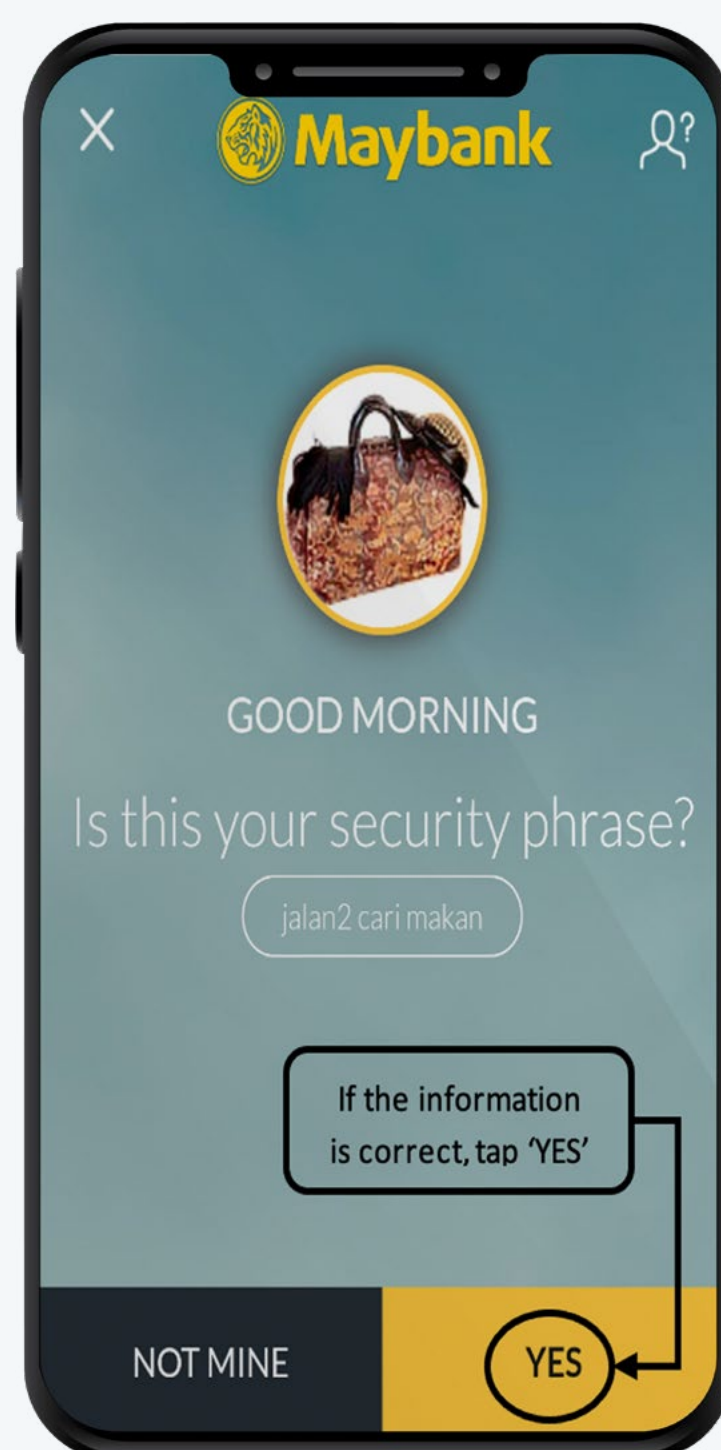 Maybank
?
GOOD MORNING
Is this your security phrase?
jalan2 cari makan
If the information
is correct, tap ‘YES’
NOT MINE
YES